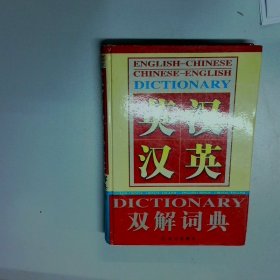 ENGLISH-CHINESE
CHINESE-ENGLISH
DICTIONARY
英汉
汉英
DICTIONARY
双解词典